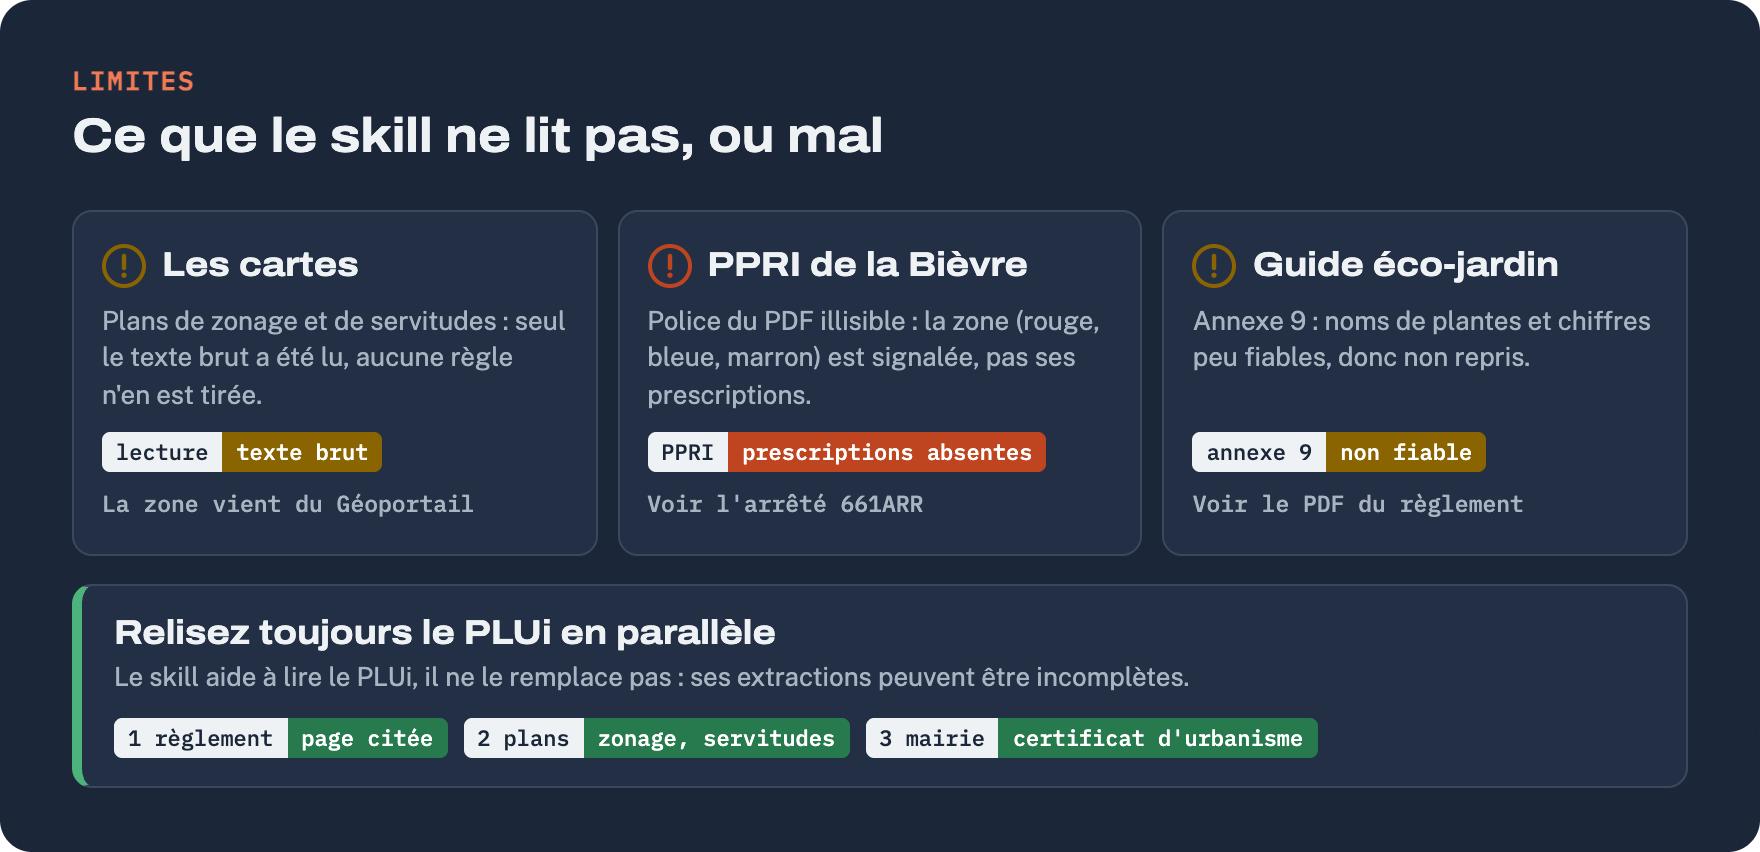 LIMITES
Ce que le skill ne lit pas, ou mal
Les cartes
Plans de zonage et de servitudes : seul
le texte brut a été lu, aucune règle
n'en est tirée.
lecture texte brut
La zone vient du Géoportail
PPRI de la Bièvre
Police du PDF illisible : la zone (rouge,
bleue, marron) est signalée, pas ses
prescriptions.
PPRI prescriptions absentes
Voir l'arrêté 661ARR
Guide éco-jardin
Annexe 9 : noms de plantes et chiffres
peu fiables, donc non repris.
annexe 9 non fiable
Voir le PDF du règlement
Relisez toujours le PLUi en parallèle
Le skill aide à lire le PLUi, il ne le remplace pas : ses extractions peuvent être incomplètes.
1 règlement page citée 2 plans zonage, servitudes 3 mairie certificat d'urbanisme